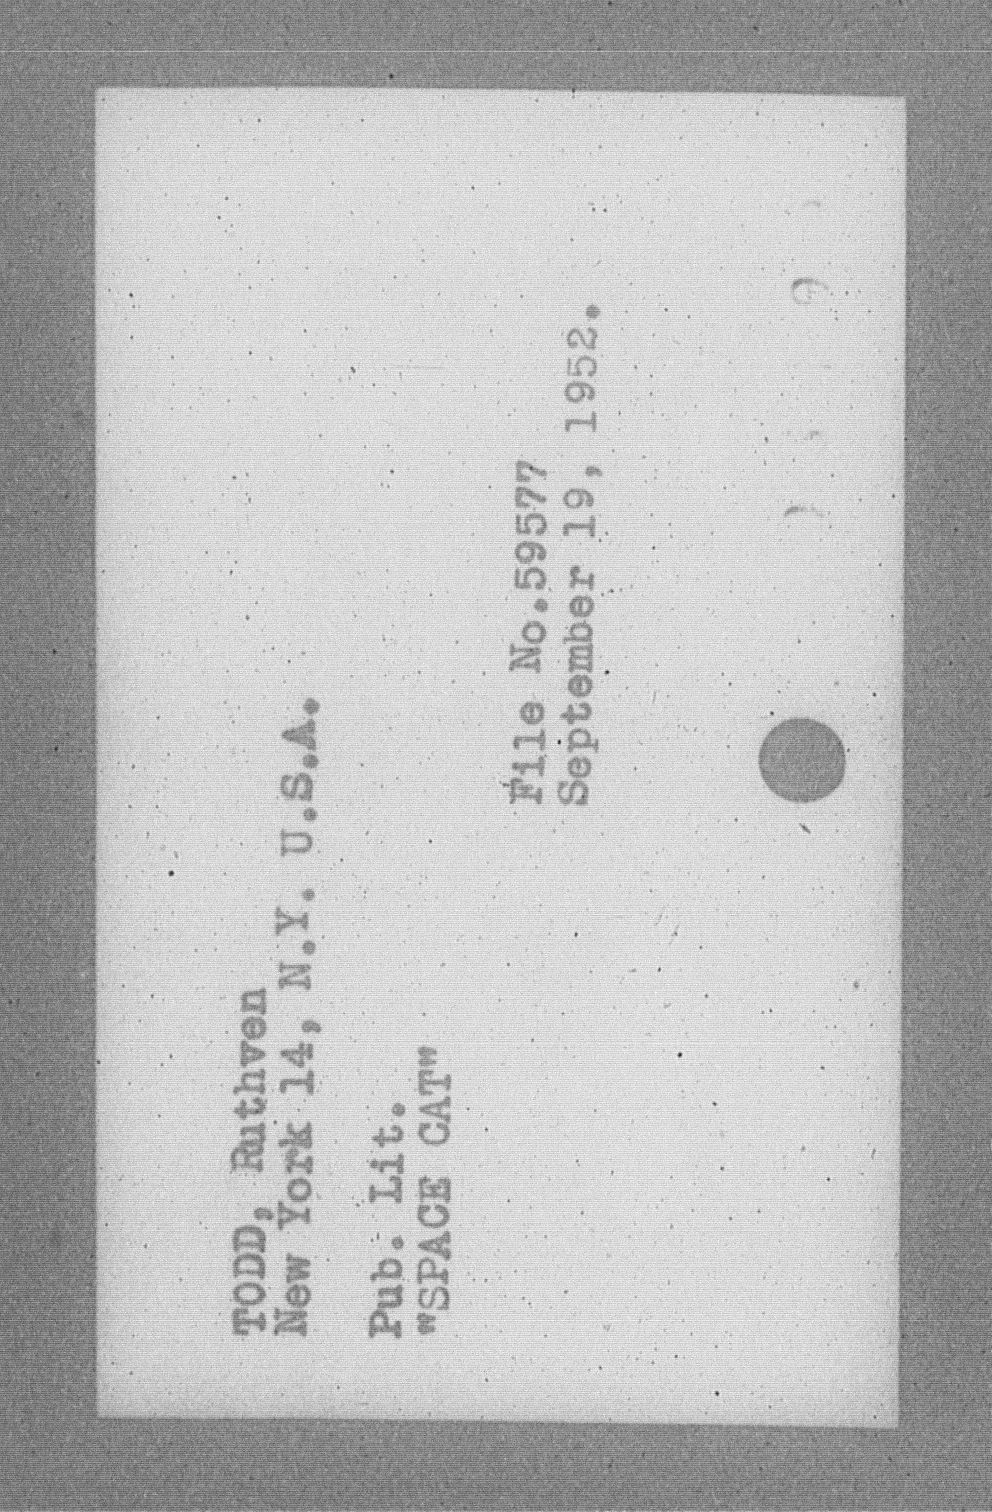 TODD, Ruthven
New York 14, N.Y. U.S.A.
Pub. Lit.
"SPACE CAT"
File No.59577
September 19, 1952.